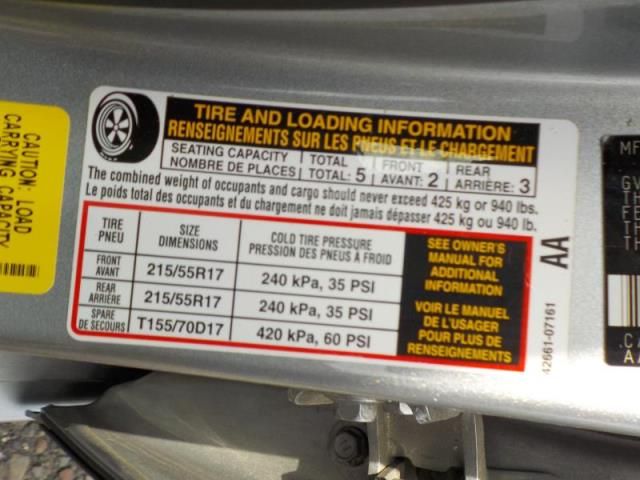 CAUTION: LOAD
CARRYING CAPACITY
TIRE AND LOADING INFORMATION
RENSEIGNEMENTS SUR LES PNEUS ET LE CHARGEMENT
SEATING CAPACITY TOTAL FRONT REAR
NOMBRE DE PLACES TOTAL: 5 AVANT: 2 ARRIÈRE: 3
The combined weight of occupants and cargo should never exceed 425 kg or 940 lbs.
Le poids total des occupants et du chargement ne doit jamais dépasser 425 kg ou 940 lb.
TIRE
PNEU
SIZE
DIMENSIONS
COLD TIRE PRESSURE
PRESSION DES PNEUS À FROID
FRONT
AVANT
215/55R17
240 kPa, 35 PSI
REAR
ARRIÈRE
215/55R17
240 kPa, 35 PSI
SPARE
DE SECOURS
T155/70D17
420 kPa, 60 PSI
SEE OWNER'S
MANUAL FOR
ADDITIONAL
INFORMATION
VOIR LE MANUEL
DE L'USAGER
POUR PLUS DE
RENSEIGNEMENTS
AA
42661-07161
MF
GV
TH